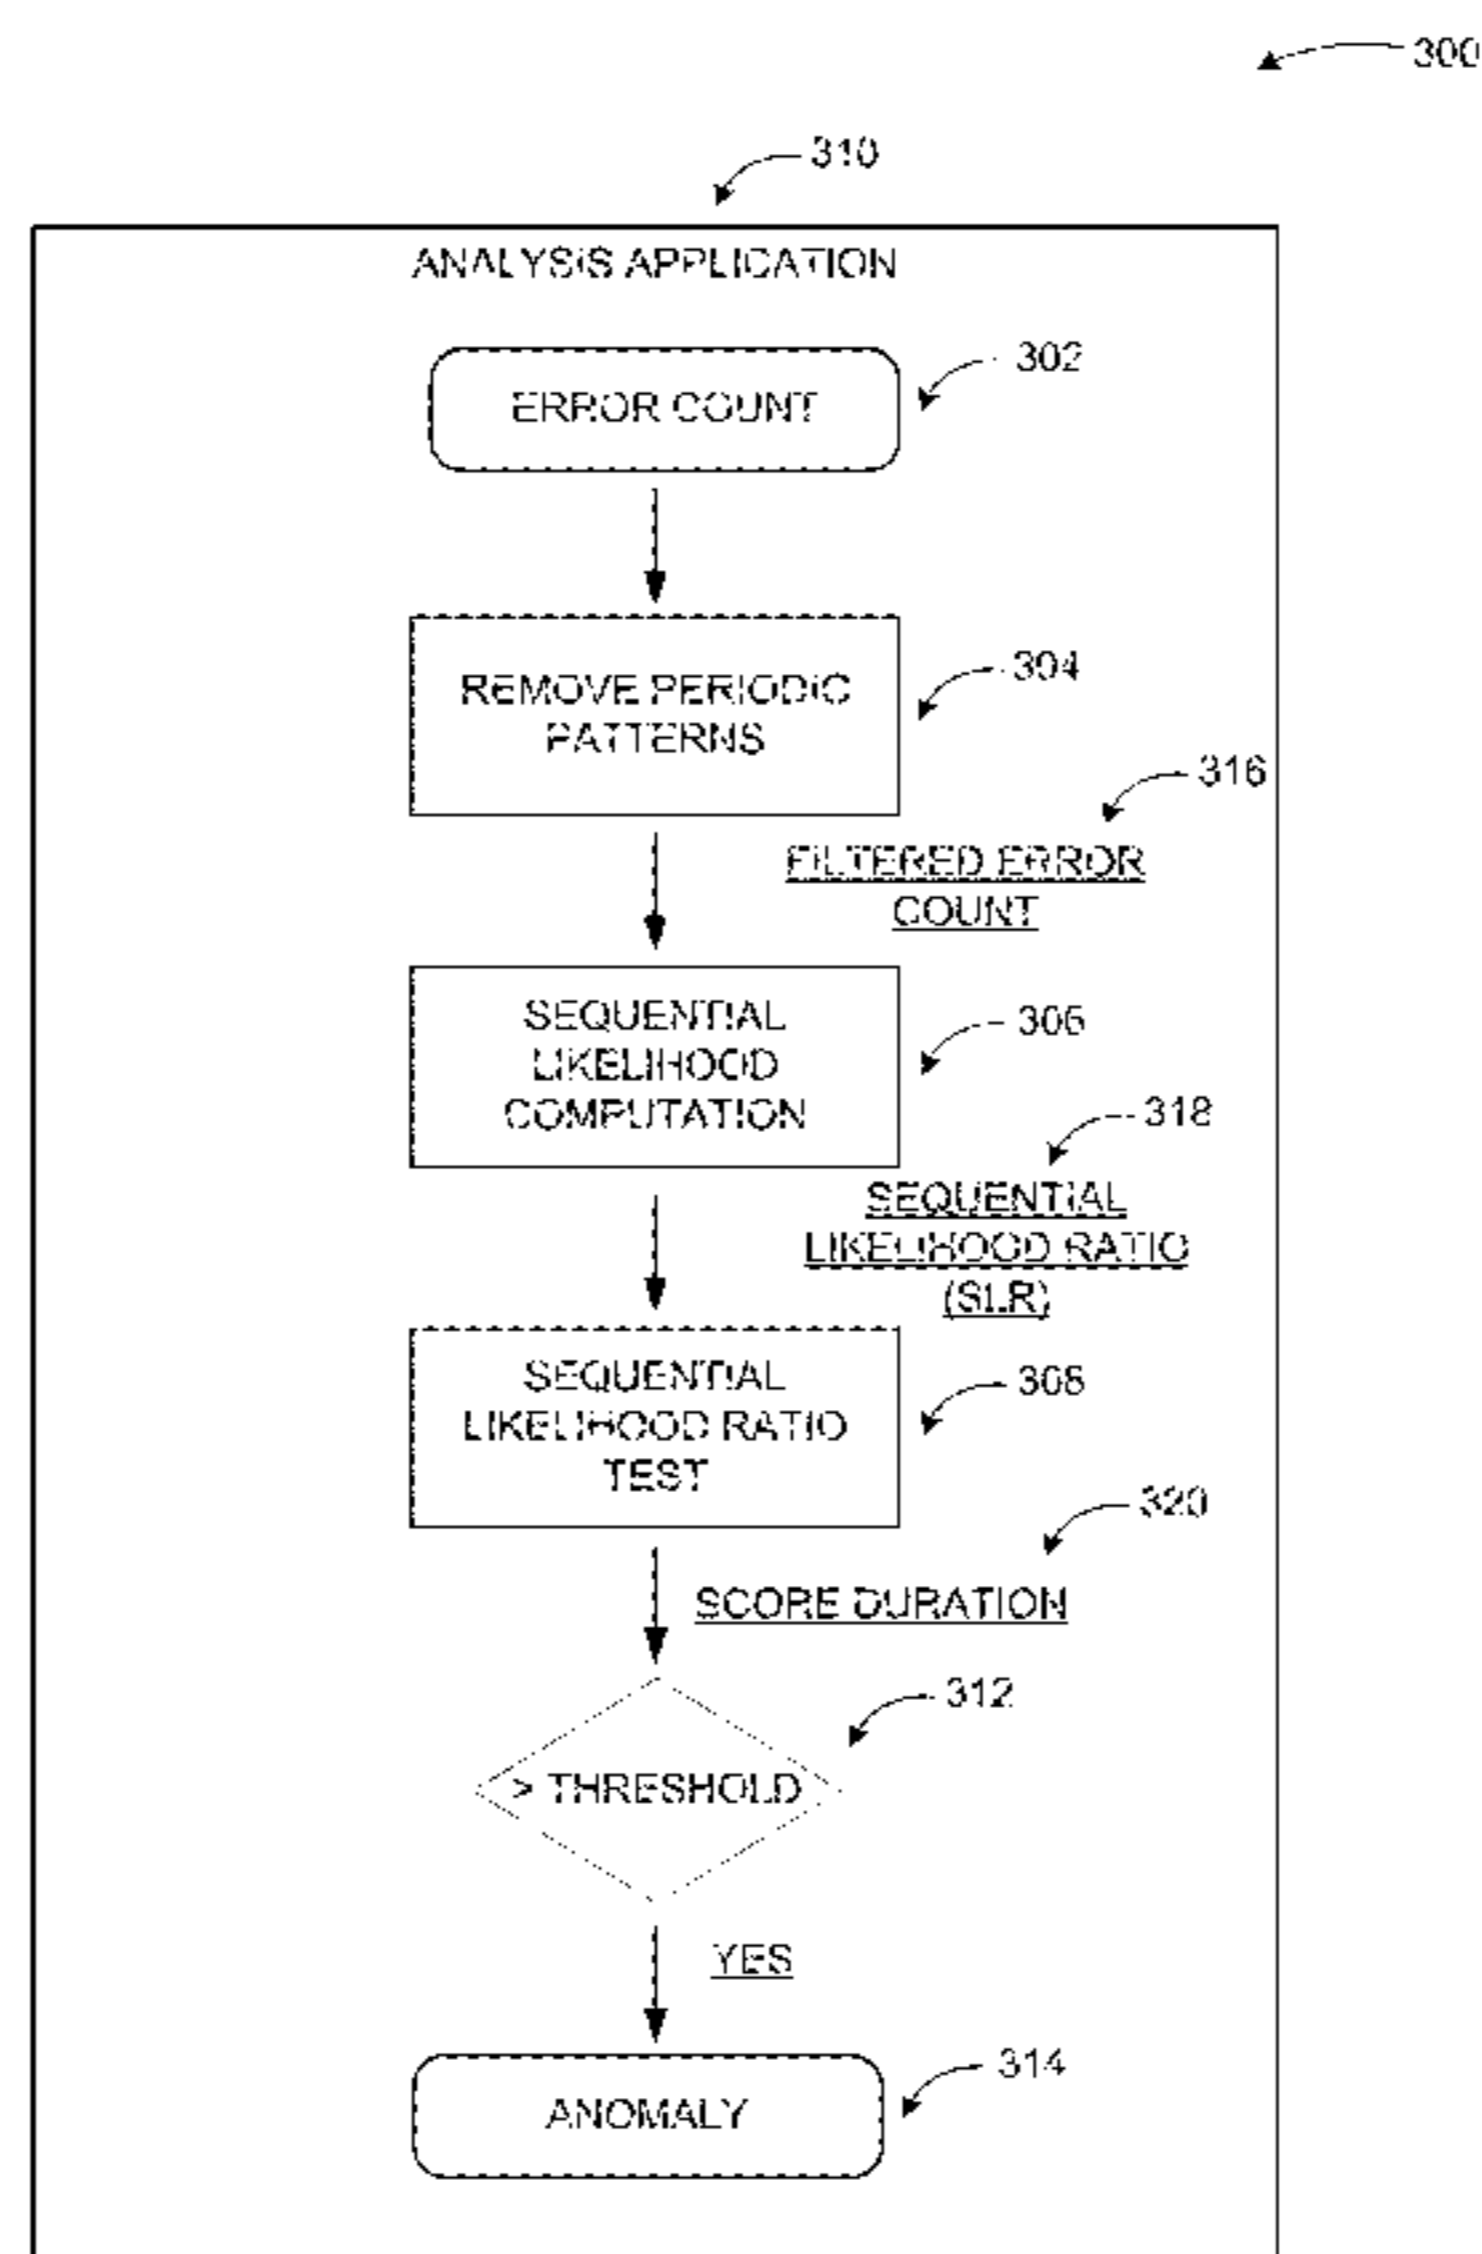 300
310
ANALYSIS APPLICATION
302
ERROR COUNT
304
REMOVE PERIODIC
PATTERNS
316
FILTERED ERROR
COUNT
306
SEQUENTIAL
LIKELIHOOD
COMPUTATION
318
SEQUENTIAL
LIKELIHOOD RATIO
(SLR)
308
SEQUENTIAL
LIKELIHOOD RATIO
TEST
320
SCORE DURATION
312
> THRESHOLD
YES
314
ANOMALY